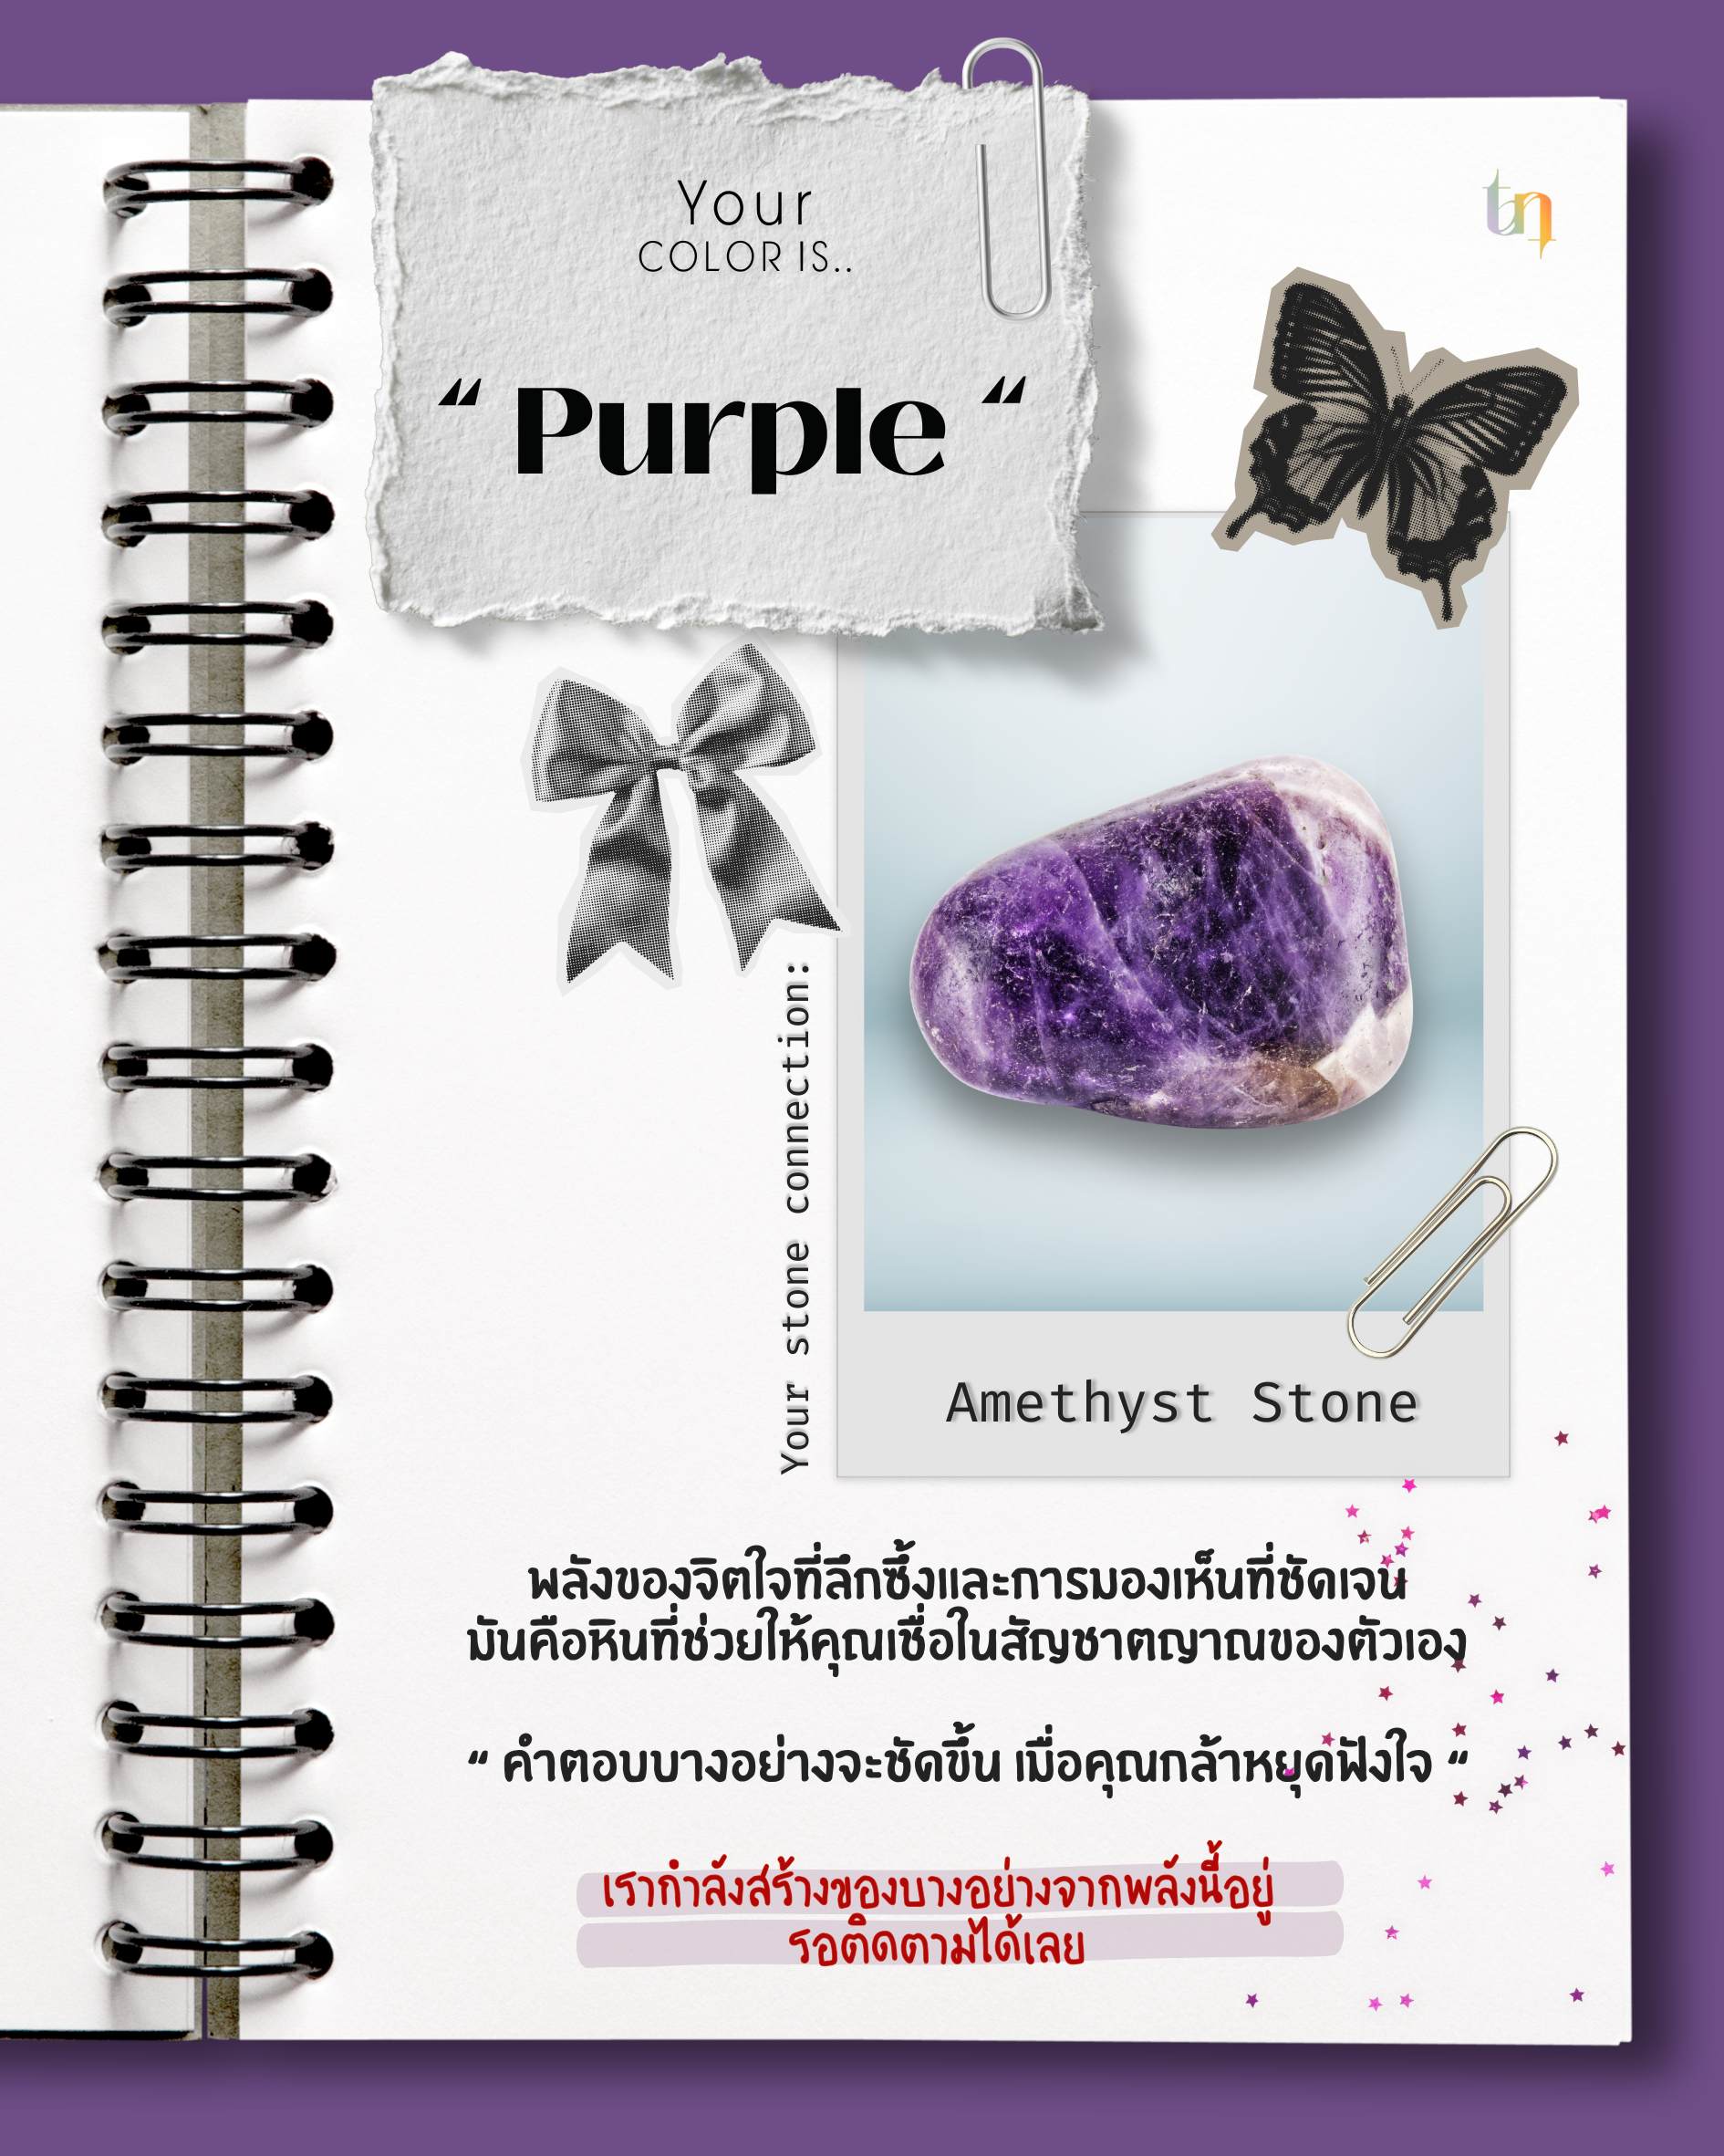 Your
COLOR IS..
“ Purple “
tn
Your stone connection:
Amethyst Stone
พลังของจิตใจที่ลึกซึ้งและการมองเห็นที่ชัดเจน
มันคือหินที่ช่วยให้คุณเชื่อในสัญชาตญาณของตัวเอง
“ คำตอบบางอย่างจะชัดขึ้น เมื่อคุณกล้าหยุดฟังใจ “
เรากำลังสร้างของบางอย่างจากพลังนี้อยู่
รอติดตามได้เลย